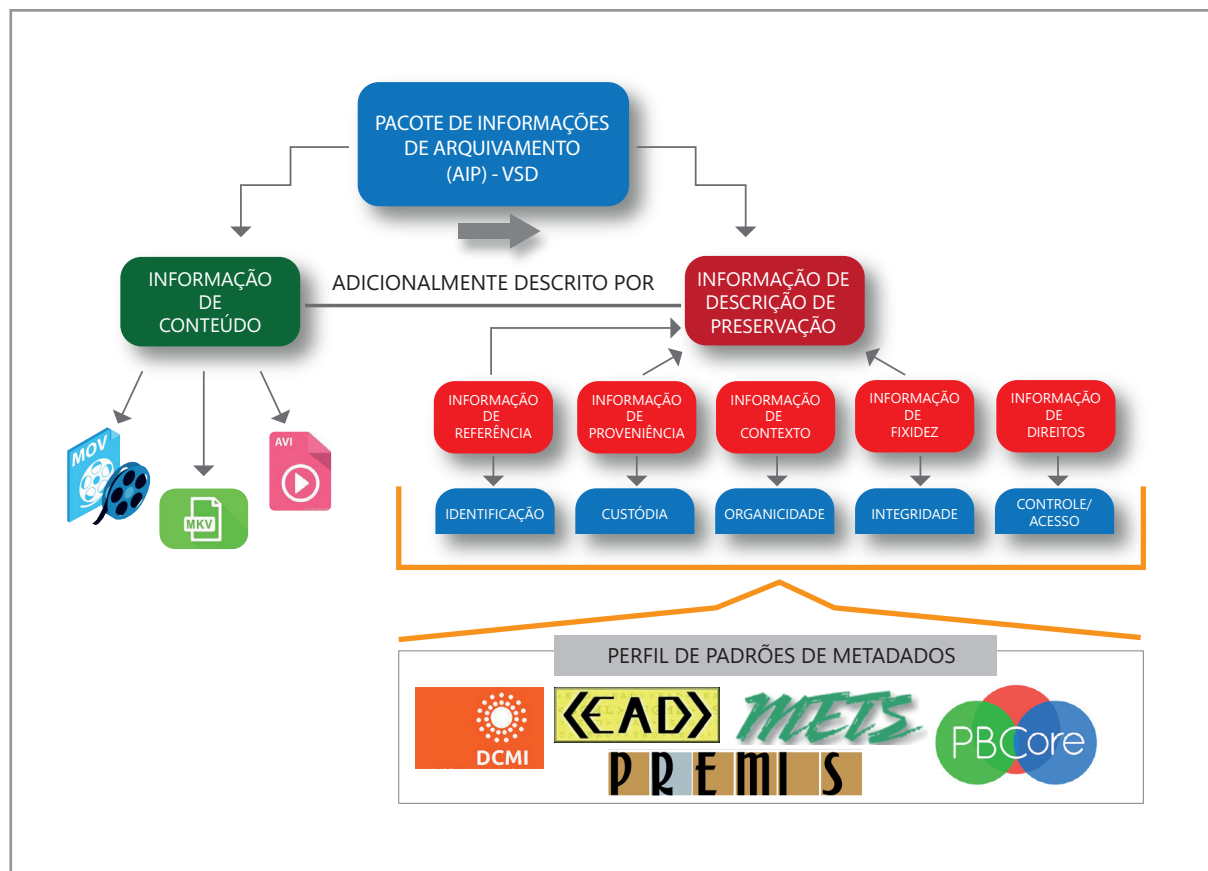 PACOTE DE INFORMAÇÕES
DE ARQUIVAMENTO
(AIP) - VSD
INFORMAÇÃO
DE
CONTEÚDO
ADICIONALMENTE DESCRITO POR
INFORMAÇÃO DE
DESCRIÇÃO DE
PRESERVAÇÃO
MOV
MKV
AVI
INFORMAÇÃO
DE
REFERÊNCIA
INFORMAÇÃO
DE
PROVENIÊNCIA
INFORMAÇÃO
DE
CONTEXTO
INFORMAÇÃO
DE
FIXIDEZ
INFORMAÇÃO
DE
DIREITOS
IDENTIFICAÇÃO
CUSTÓDIA
ORGANICIDADE
INTEGRIDADE
CONTROLE/
ACESSO
PERFIL DE PADRÕES DE METADADOS
DCMI
<EAD>
METS
PREMIS
PBCore